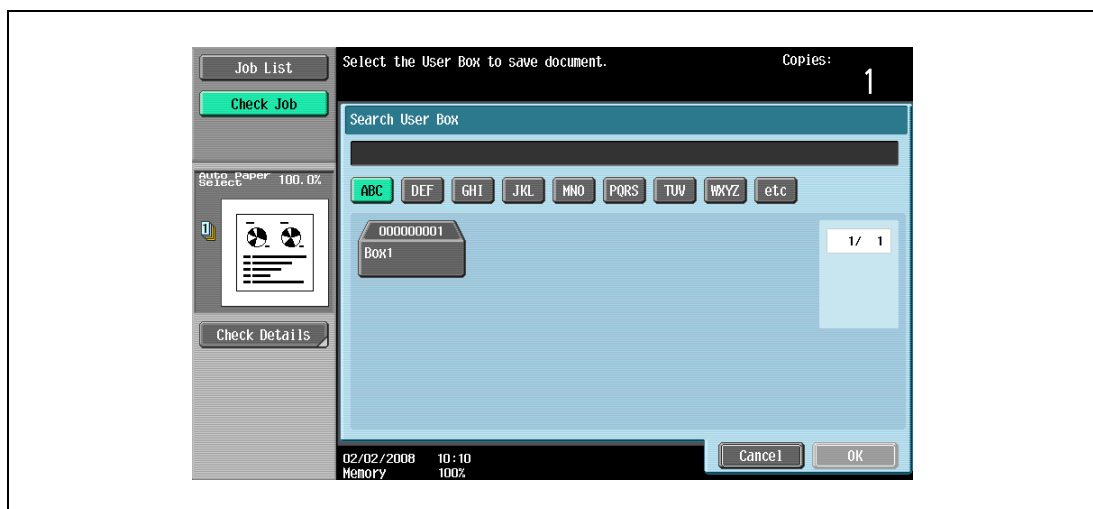 Job List
Check Job
Select the User Box to save document.
Copies:
1
Search User Box
Auto Paper
Select
100.0%
ABC DEF GHI JKL MNO PQRS TUV WXYZ etc
1
000000001
Box1
1/ 1
Check Details
02/02/2008 10:10
Memory 100%
Cancel OK